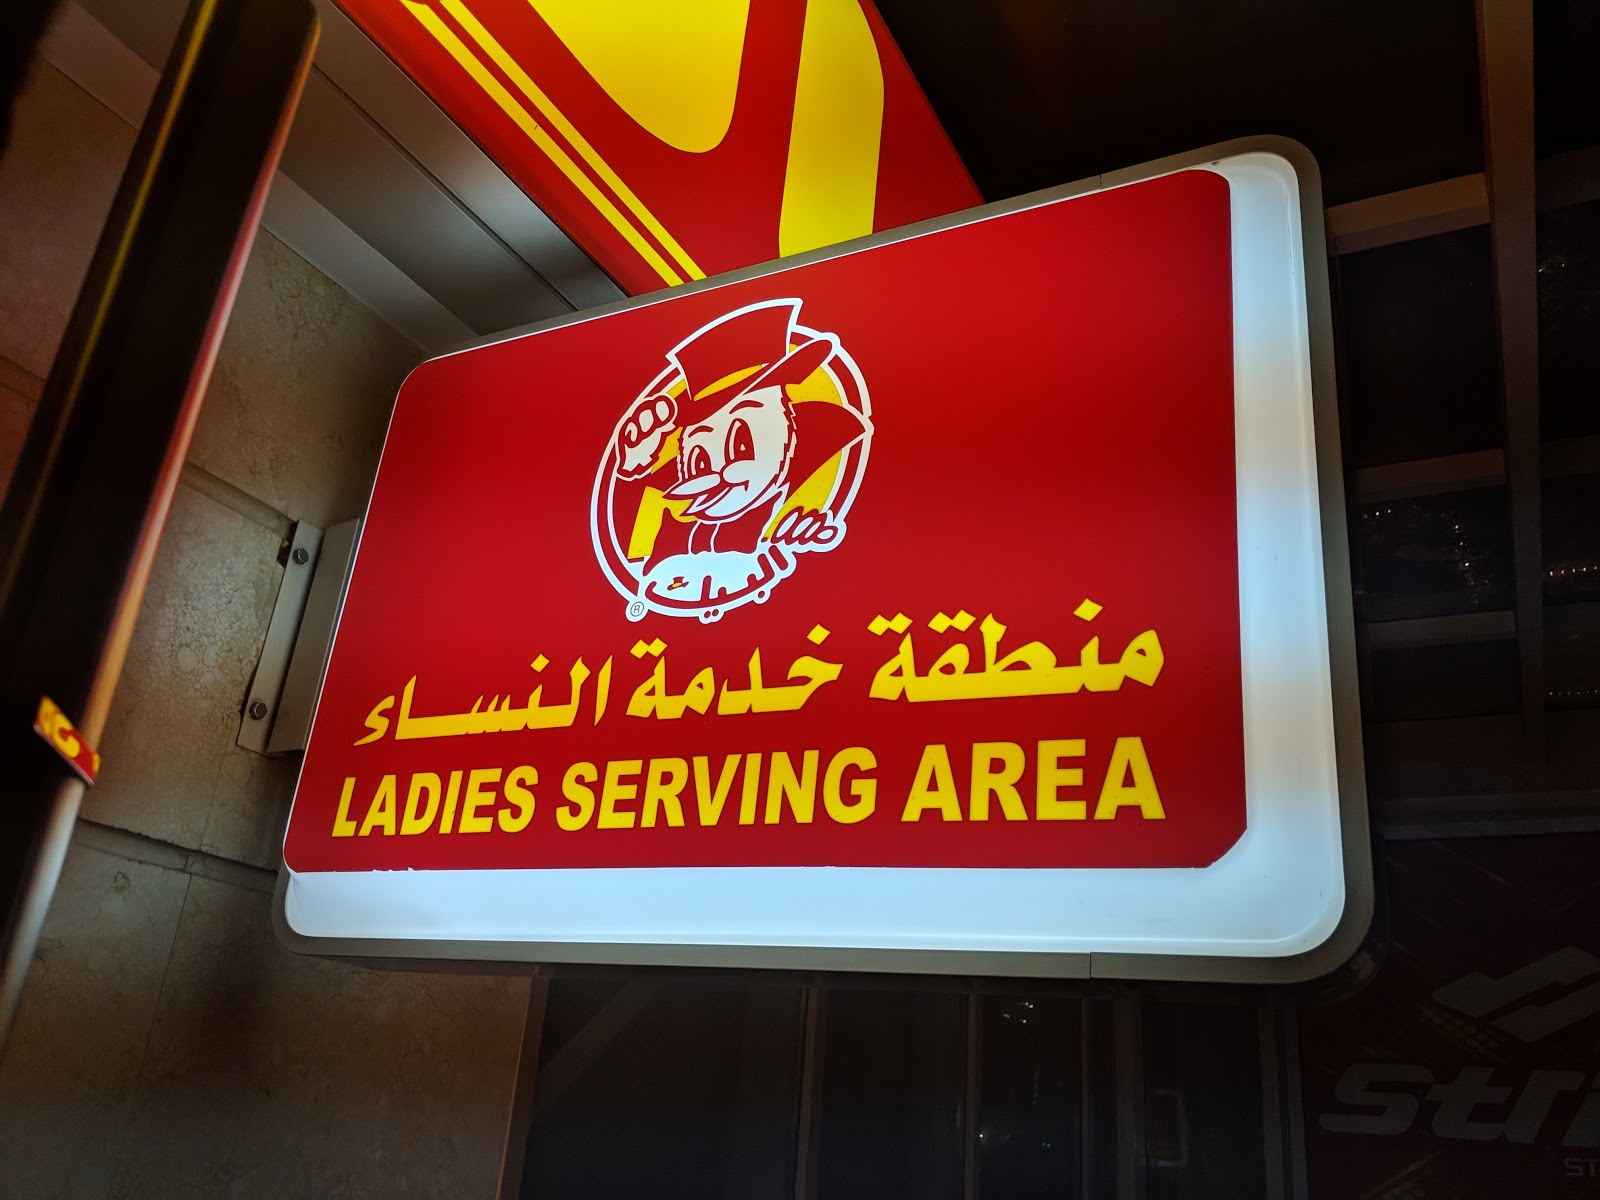 البيك
®
منطقة خدمة النساء
LADIES SERVING AREA